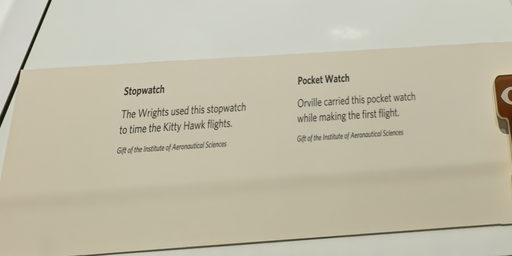 Stopwatch
The Wrights used this stopwatch
to time the Kitty Hawk flights.
Gift of the Institute of Aeronautical Sciences
Pocket Watch
Orville carried this pocket watch
while making the first flight.
Gift of the Institute of Aeronautical Sciences